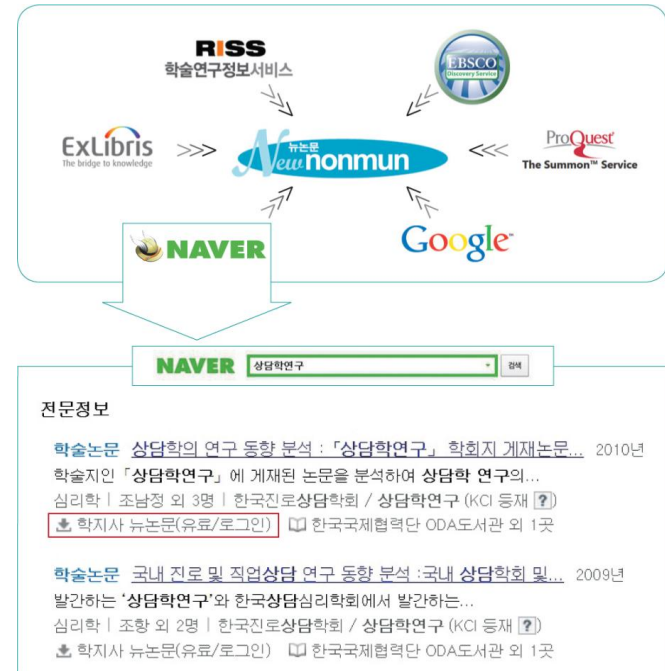 RISS
학술연구정보서비스
EBSCO
Discovery Service
ExLibris
The bridge to knowledge
>>>
뉴논문
Newnonmun
<<<
ProQuest
The Summon™ Service
NAVER
Google™
NAVER 상담학연구 검색
전문정보
학술논문 상담학의 연구 동향 분석 : 「상담학연구」 학회지 게재논문... 2010년
학술지인 「상담학연구」에 게재된 논문을 분석하여 상담학 연구의...
심리학 | 조남정 외 3명 | 한국진로상담학회 / 상담학연구 (KCI 등재 ?)
학지사 뉴논문(유료/로그인) 한국국제협력단 ODA도서관 외 1곳
학술논문 국내 진로 및 직업상담 연구 동향 분석 :국내 상담학회 및... 2009년
발간하는 '상담학연구'와 한국상담심리학회에서 발간하는...
심리학 | 조항 외 2명 | 한국진로상담학회 / 상담학연구 (KCI 등재 ?)
학지사 뉴논문(유료/로그인) 한국국제협력단 ODA도서관 외 1곳